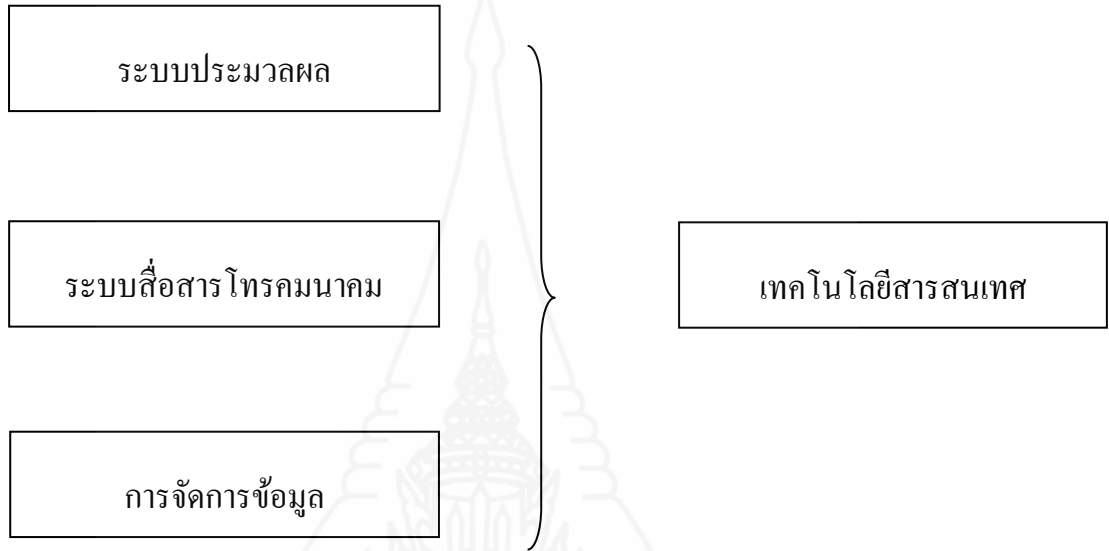 ระบบประมวลผล
ระบบสื่อสารโทรคมนาคม
เทคโนโลยีสารสนเทศ
การจัดการข้อมูล